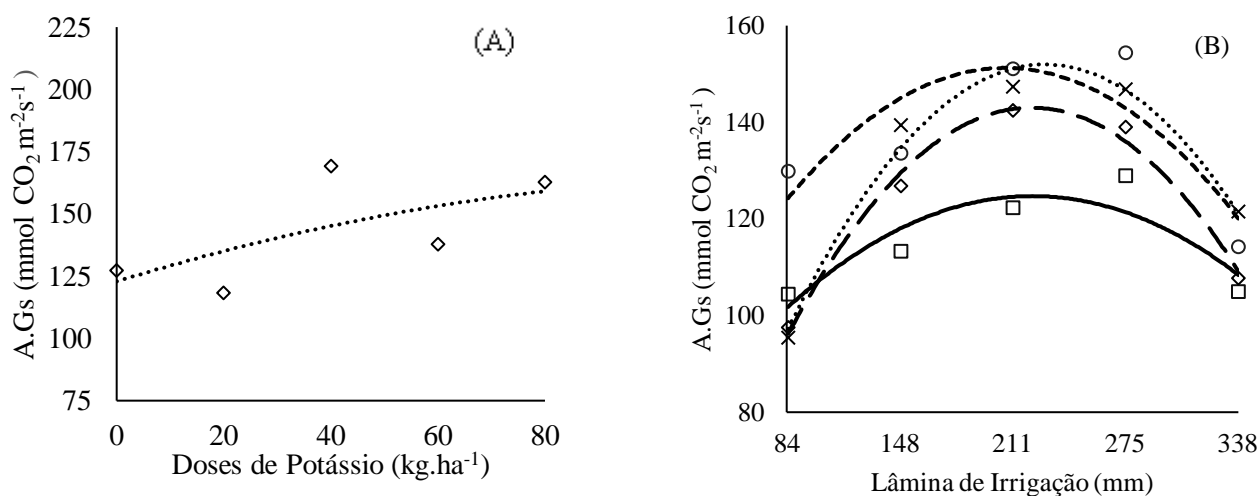 (A)
A.Gs (mmol CO₂ m⁻²s⁻¹)
225
200
175
150
125
100
75
0 20 40 60 80
Doses de Potássio (kg.ha⁻¹)
(B)
A.Gs (mmol CO₂ m⁻²s⁻¹)
160
140
120
100
80
84 148 211 275 338
Lâmina de Irrigação (mm)